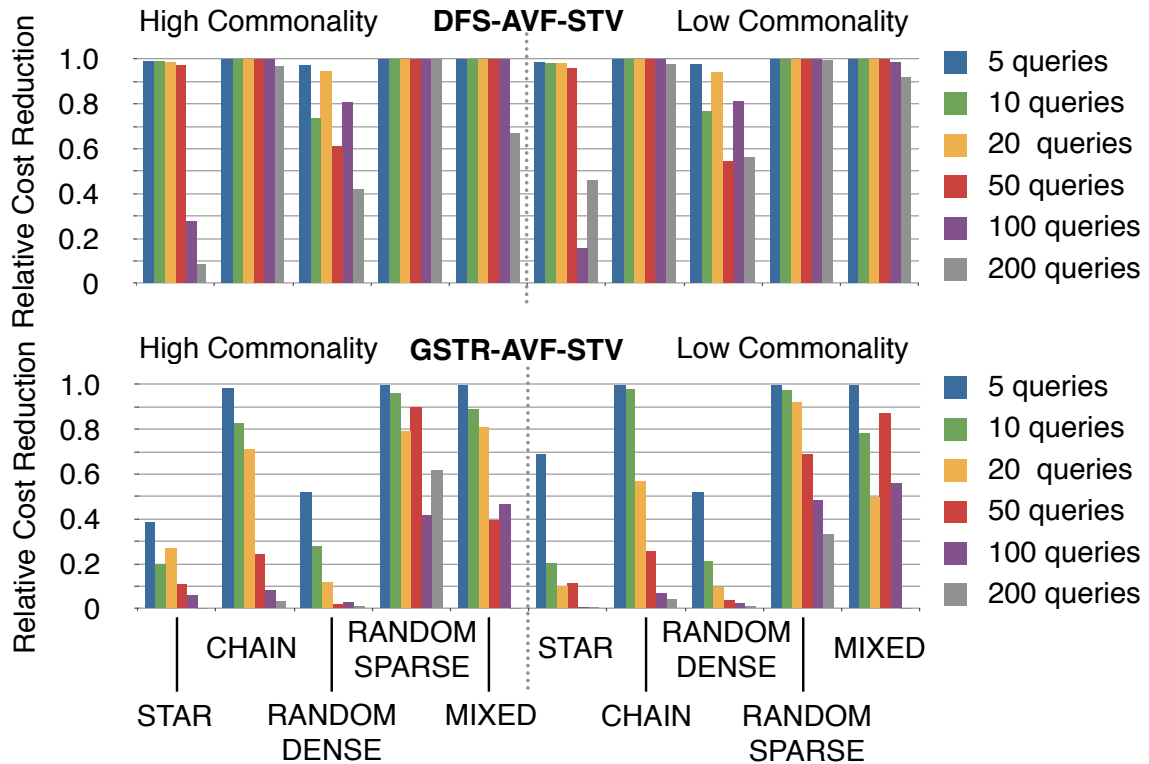 High Commonality
DFS-AVF-STV
Low Commonality
Relative Cost Reduction
1.0
0.8
0.6
0.4
0.2
0
5 queries
10 queries
20 queries
50 queries
100 queries
200 queries
High Commonality
GSTR-AVF-STV
Low Commonality
Relative Cost Reduction
1.0
0.8
0.6
0.4
0.2
0
5 queries
10 queries
20 queries
50 queries
100 queries
200 queries
STAR
CHAIN
RANDOM
DENSE
RANDOM
SPARSE
MIXED
STAR
CHAIN
RANDOM
DENSE
RANDOM
SPARSE
MIXED